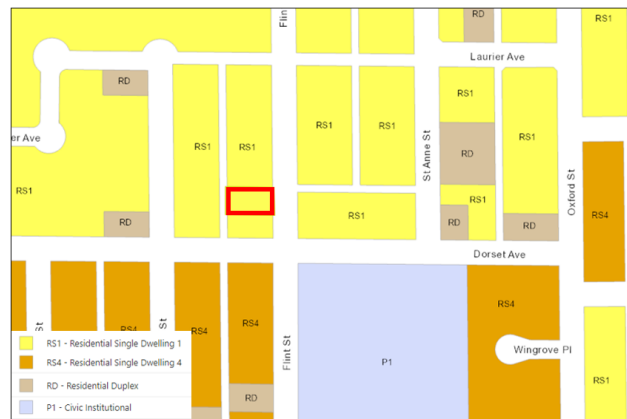 Flin
RD
RS1
Laurier Ave
RD
RS1
RS1
RS1
RS1
RS1
RS1
RD
RS1
er Ave
St Anne St
Oxford St
RS1
RD
RS1
RD
RD
RS1
RS4
Dorset Ave
St
St
Flint St
RS4
RS4
RS4
RS4
P1
Wingrove Pl
RS1
RD
RS1 - Residential Single Dwelling 1
RS4 - Residential Single Dwelling 4
RD - Residential Duplex
P1 - Civic Institutional